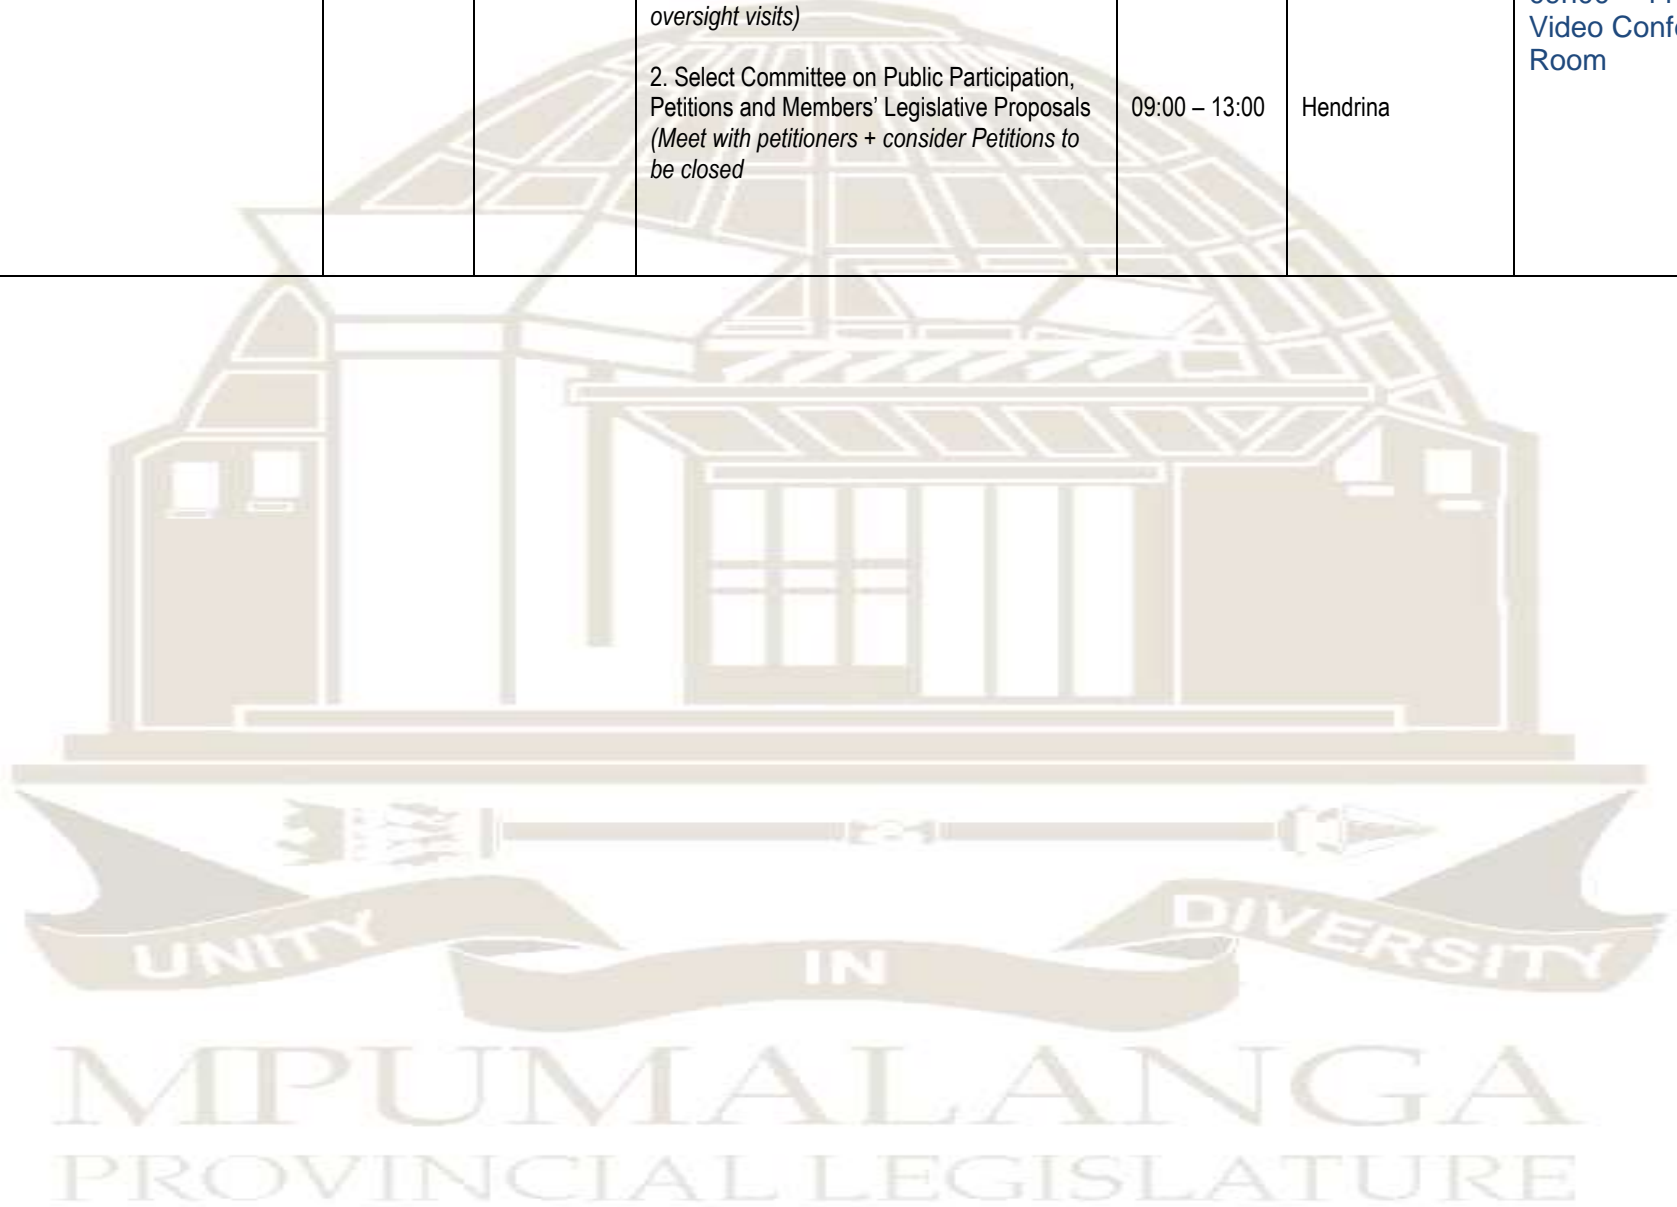 oversight visits)
2. Select Committee on Public Participation,
Petitions and Members' Legislative Proposals
(Meet with petitioners + consider Petitions to
be closed
09:00 – 13:00
Hendrina
Video
Room
UNITY
IN
DIVERSITY
MPUMALANGA
PROVINCIAL LEGISLATURE